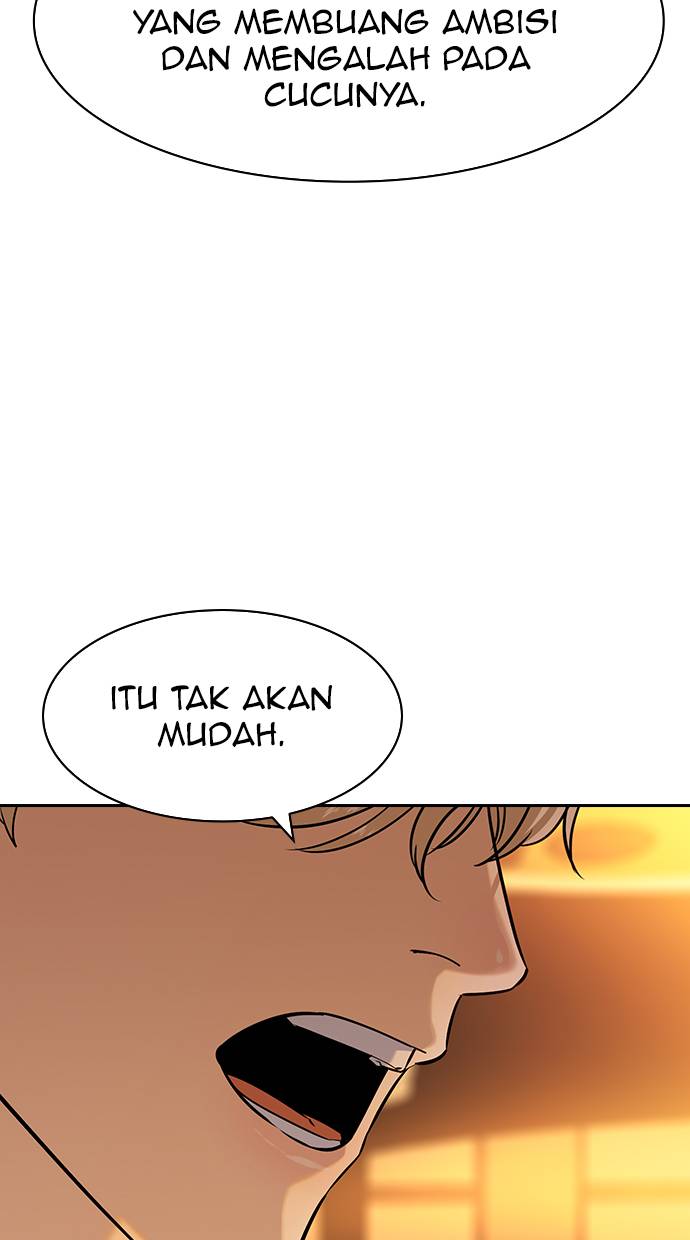 YANG MEMBUANG AMBISI
DAN MENGALAH PADA
CUCUNYA.
ITU TAK AKAN
MUDAH.